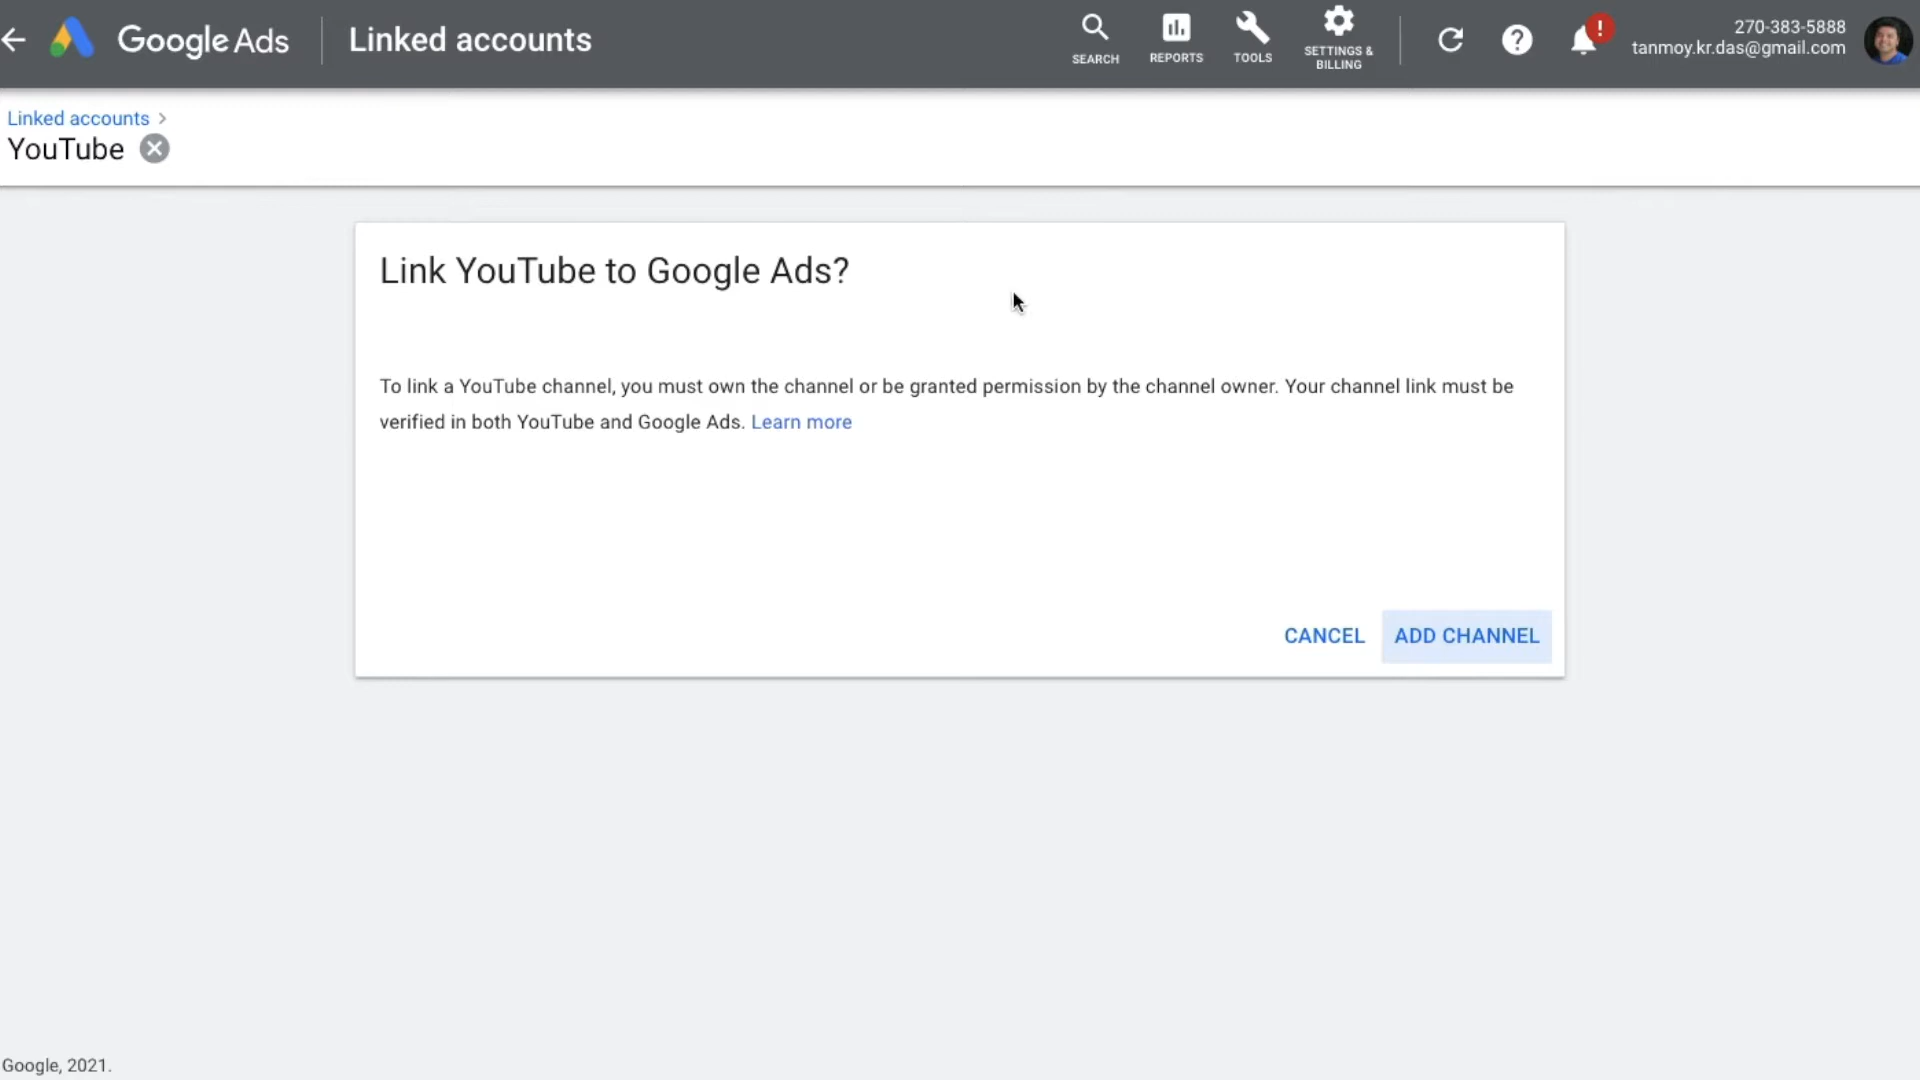 Google Ads
Linked accounts
SEARCH
REPORTS
TOOLS
SETTINGS &
BILLING
270-383-5888
tanmoy.kr.das@gmail.com
Linked accounts
YouTube
Link YouTube to Google Ads?
To link a YouTube channel, you must own the channel or be granted permission by the channel owner. Your channel link must be
verified in both YouTube and Google Ads. Learn more
CANCEL
ADD CHANNEL
Google, 2021.